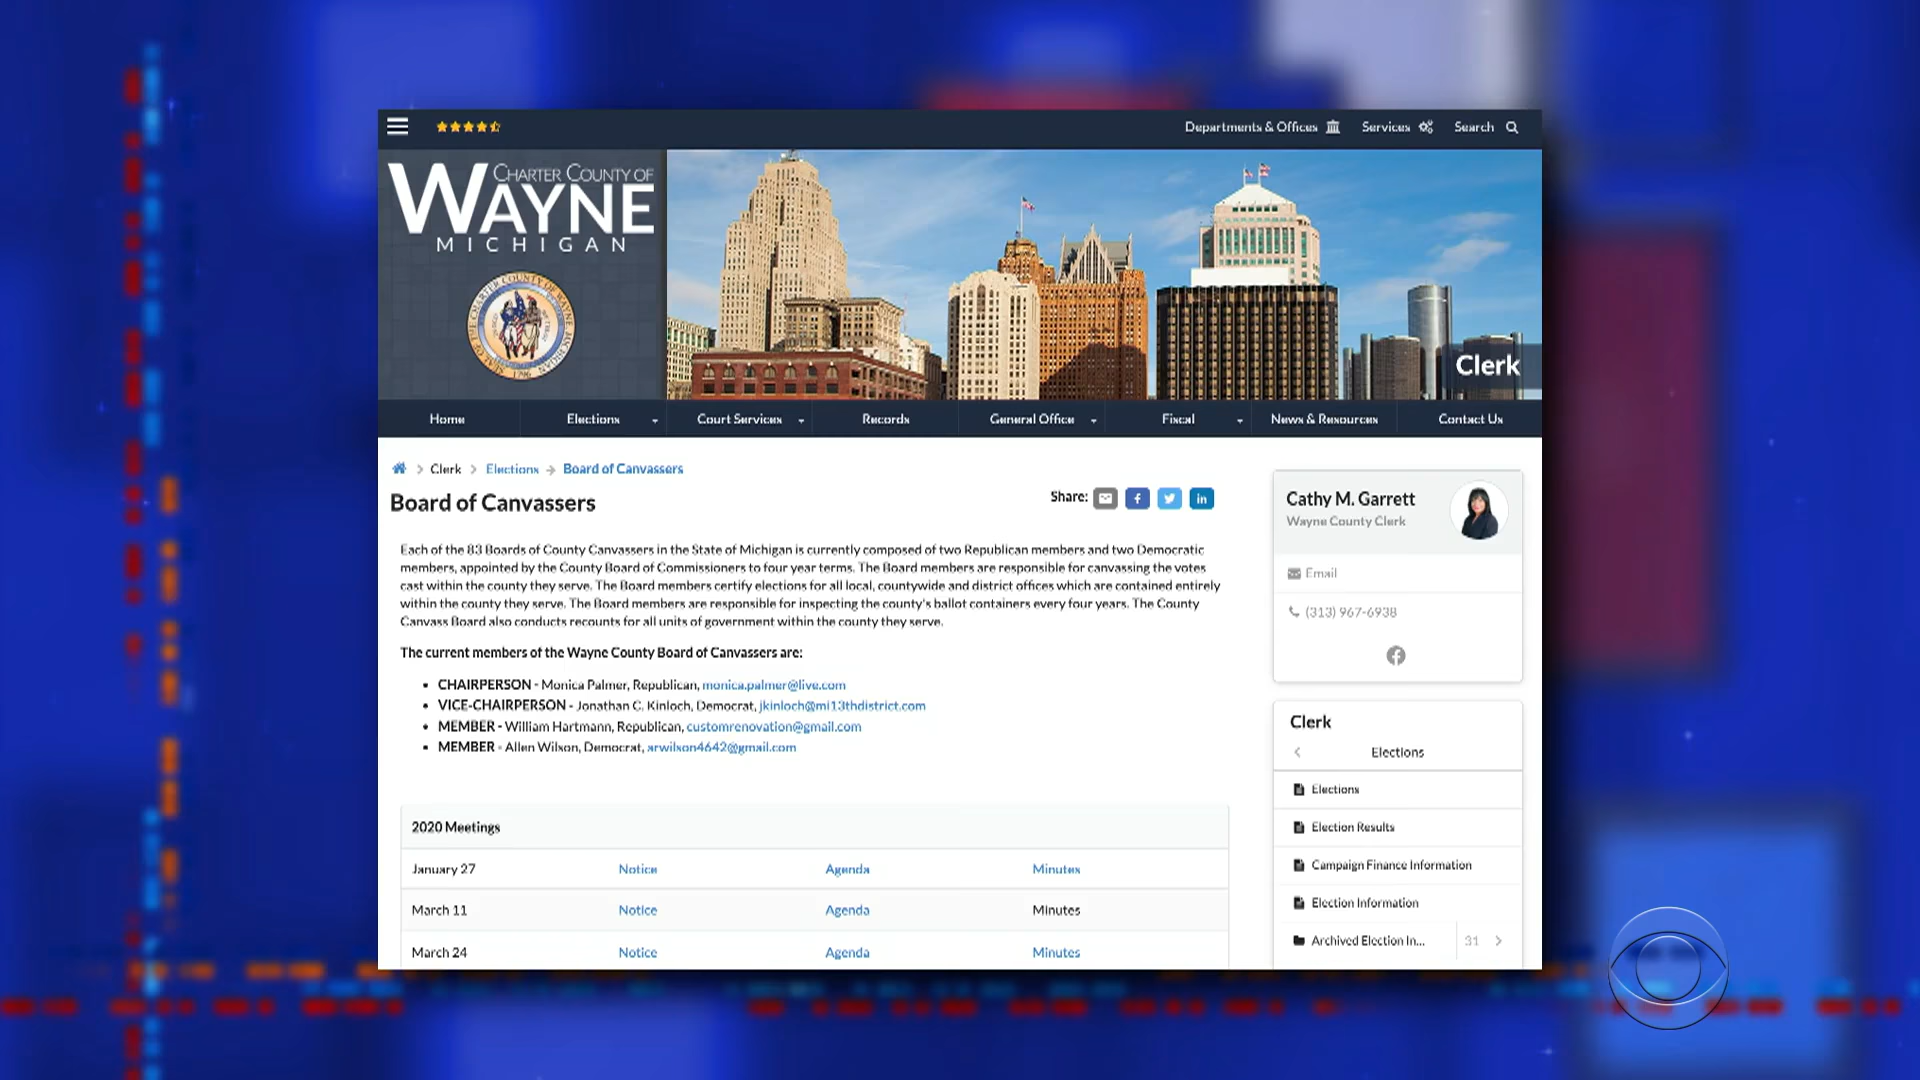 Departments & Offices Services Search
CHARTER COUNTY OF
WAYNE
MICHIGAN
Clerk
Home Elections Court Services Records General Office Fiscal News & Resources Contact Us
Clerk Elections Board of Canvassers
Board of Canvassers
Share:
Each of the 83 Boards of County Canvassers in the State of Michigan is currently composed of two Republican members and two Democratic
members, appointed by the County Board of Commissioners to four year terms. The Board members are responsible for canvassing the votes
cast within the county they serve. The Board members certify elections for all local, countywide and district offices which are contained entirely
within the county they serve. The Board members are responsible for inspecting the county's ballot containers every four years. The County
Canvass Board also conducts recounts for all units of government within the county they serve.
The current members of the Wayne County Board of Canvassers are:
• CHAIRPERSON - Monica Palmer, Republican, monica.palmer@live.com
• VICE-CHAIRPERSON - Jonathan C. Kinloch, Democrat, jkinloch@mi13thdistrict.com
• MEMBER - William Hartmann, Republican, customrenovation@gmail.com
• MEMBER - Allen Wilson, Democrat, arwilson4642@gmail.com
2020 Meetings
January 27 Notice Agenda Minutes
March 11 Notice Agenda Minutes
March 24 Notice Agenda Minutes
Cathy M. Garrett
Wayne County Clerk
Email
(313) 967-6938
Clerk
Elections
Elections
Election Results
Campaign Finance Information
Election Information
Archived Election In... 31